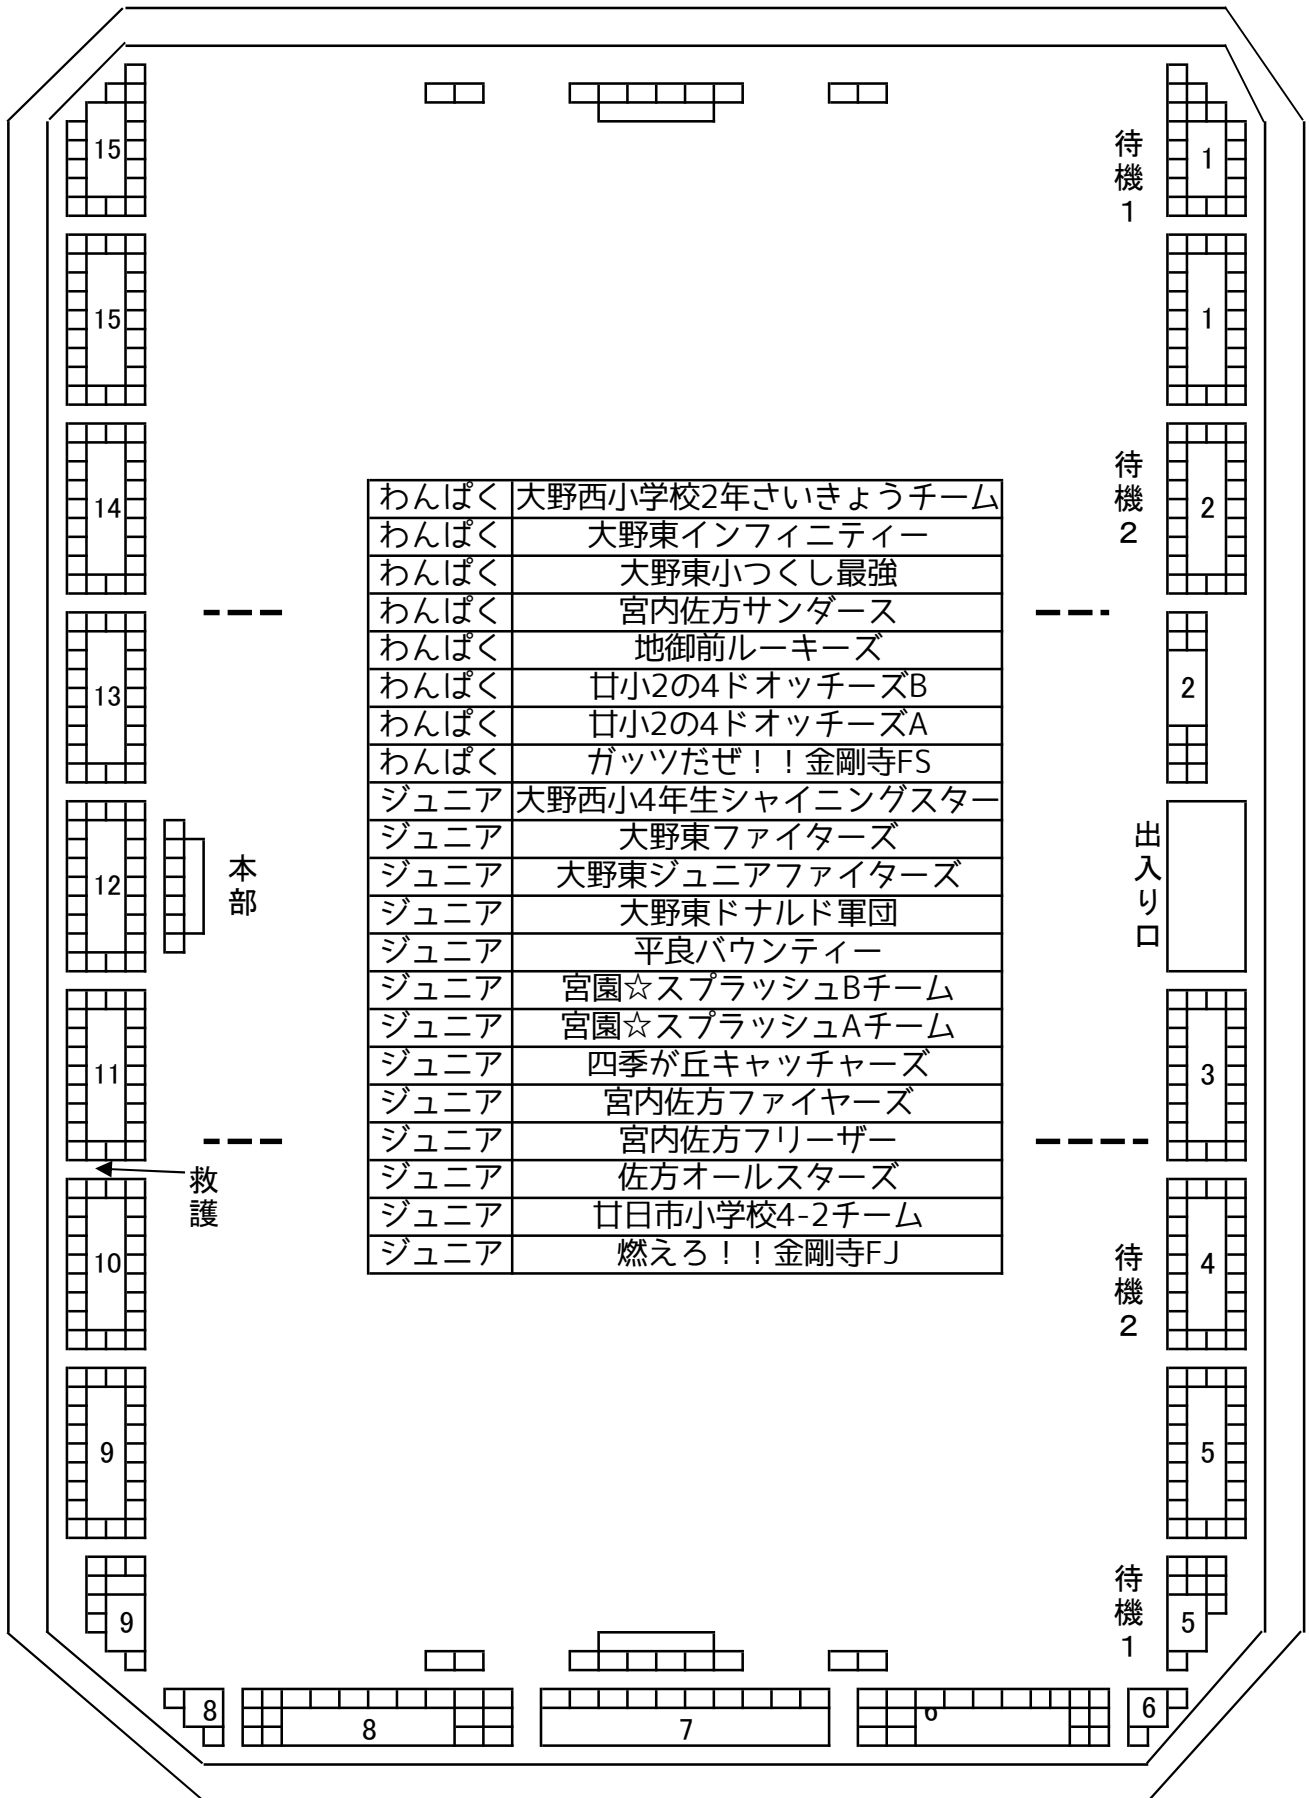 15
待機1
1
15
1
14
待機2
2
わんぱく 大野西小学校2年さいきょうチーム
わんぱく 大野東インフィニティー
わんぱく 大野東小つくし最強
わんぱく 宮内佐方サンダース
わんぱく 地御前ルーキーズ
わんぱく 廿小2の4ドオッチーズB
わんぱく 廿小2の4ドオッチーズA
わんぱく ガッツだぜ！！金剛寺FS
ジュニア 大野西小4年生シャイニングスター
ジュニア 大野東ファイターズ
ジュニア 大野東ジュニアファイターズ
ジュニア 大野東ドナルド軍団
ジュニア 平良バウンティー
ジュニア 宮園☆スプラッシュBチーム
ジュニア 宮園☆スプラッシュAチーム
ジュニア 四季が丘キャッチャーズ
ジュニア 宮内佐方ファイヤーズ
ジュニア 宮内佐方フリーザー
ジュニア 佐方オールスターズ
ジュニア 廿日市小学校4-2チーム
ジュニア 燃えろ！！金剛寺FJ
13
2
12
本部
出入り口
11
3
救護
10
待機2
4
9
5
9
待機1
5
8
8
7
6
6